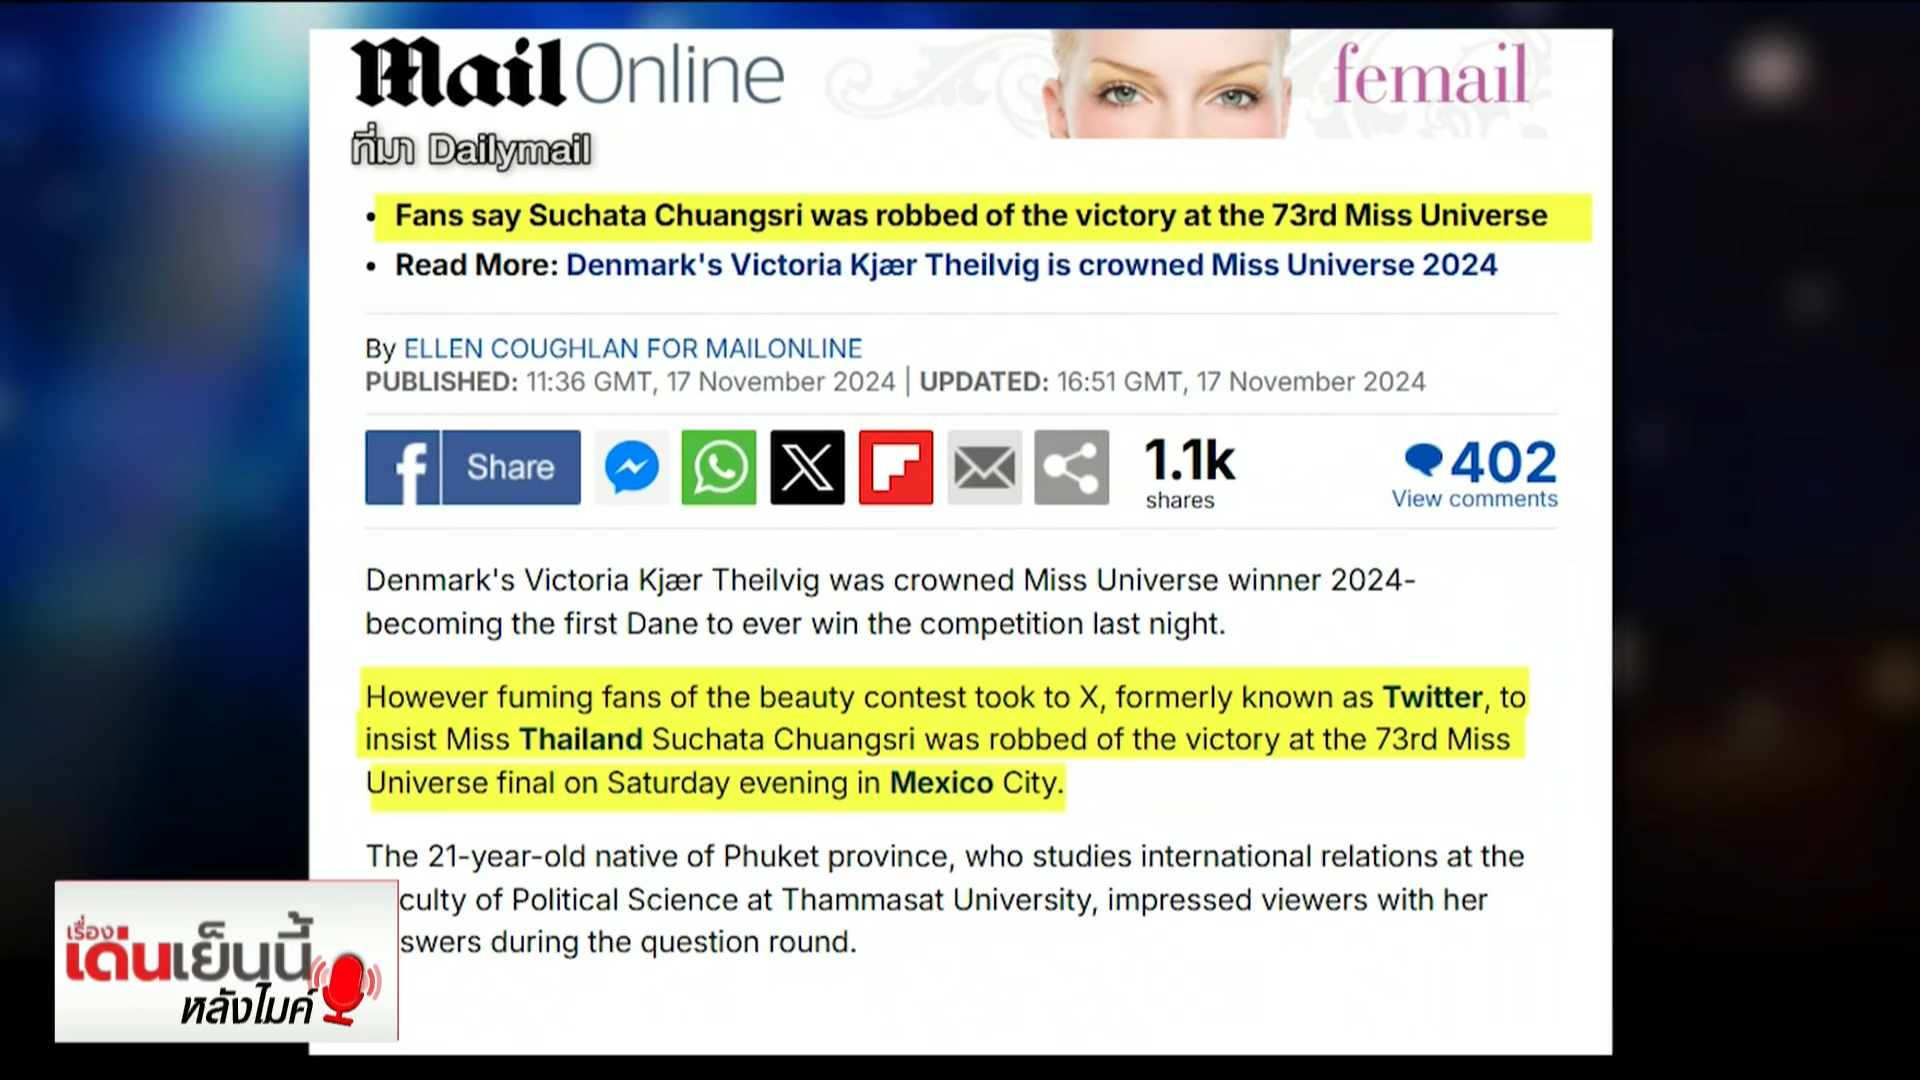 Mail Online
femail
ที่มา Dailymail
• Fans say Suchata Chuangsri was robbed of the victory at the 73rd Miss Universe
• Read More: Denmark's Victoria Kjær Theilvig is crowned Miss Universe 2024
By ELLEN COUGHLAN FOR MAILONLINE
PUBLISHED: 11:36 GMT, 17 November 2024 | UPDATED: 16:51 GMT, 17 November 2024
f Share
1.1k
shares
402
View comments
Denmark's Victoria Kjær Theilvig was crowned Miss Universe winner 2024-
becoming the first Dane to ever win the competition last night.
However fuming fans of the beauty contest took to X, formerly known as Twitter, to
insist Miss Thailand Suchata Chuangsri was robbed of the victory at the 73rd Miss
Universe final on Saturday evening in Mexico City.
The 21-year-old native of Phuket province, who studies international relations at the
culty of Political Science at Thammasat University, impressed viewers with her
swers during the question round.
เรื่อง
เด่นเย็นนี้
หลังไมค์